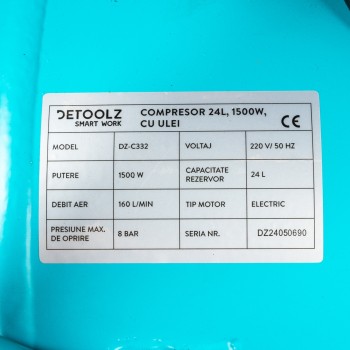 DETOOLZ
SMART WORK
COMPRESOR 24L, 1500W,
CU ULEI
CE
MODEL DZ-C332 VOLTAJ 220 V/ 50 HZ
PUTERE 1500 W CAPACITATE REZERVOR 24 L
DEBIT AER 160 L/MIN TIP MOTOR ELECTRIC
PRESIUNE MAX. DE OPRIRE 8 BAR SERIA NR. DZ24050690